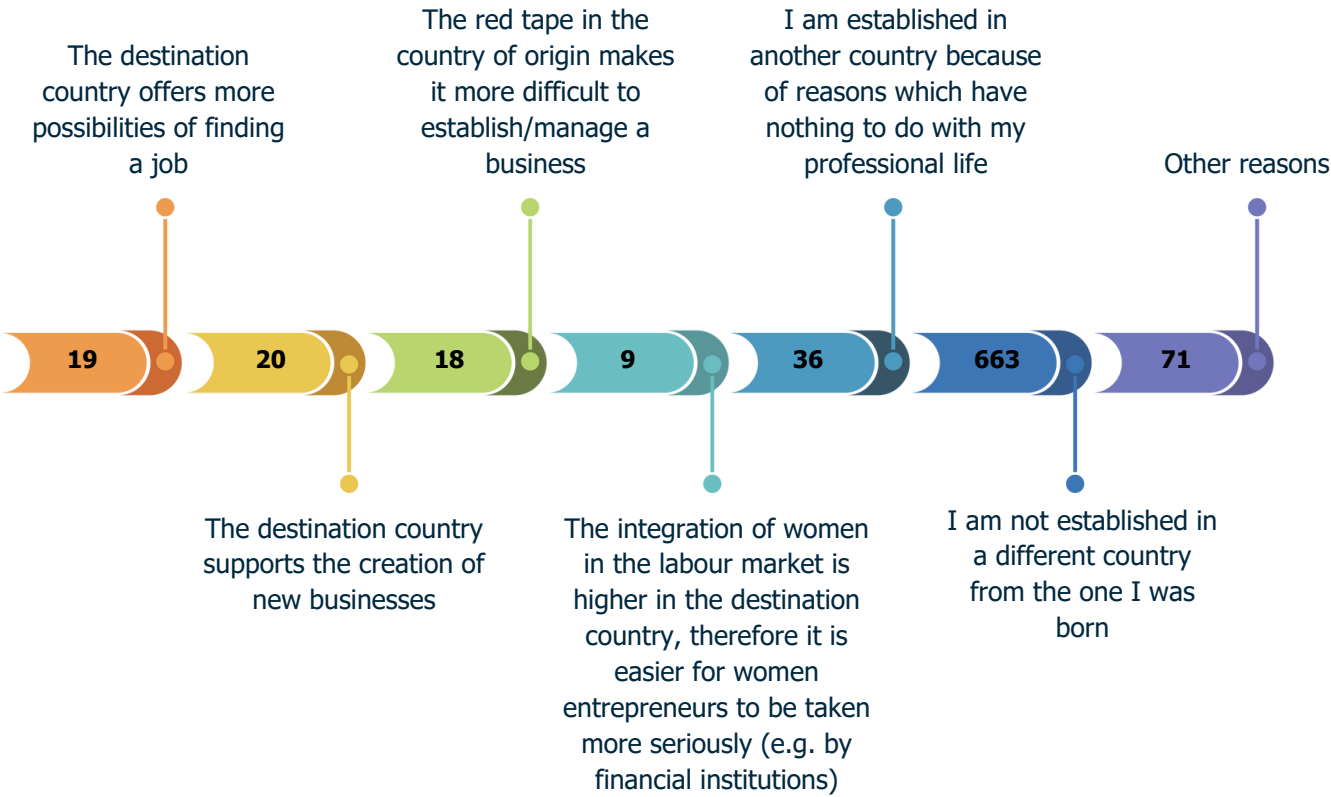 The destination
country offers more
possibilities of finding
a job
The red tape in the
country of origin makes
it more difficult to
establish/manage a
business
I am established in
another country because
of reasons which have
nothing to do with my
professional life
Other reasons
19
20
18
9
36
663
71
The destination country
supports the creation of
new businesses
The integration of women
in the labour market is
higher in the destination
country, therefore it is
easier for women
entrepreneurs to be taken
more seriously (e.g. by
financial institutions)
I am not established in
a different country
from the one I was
born